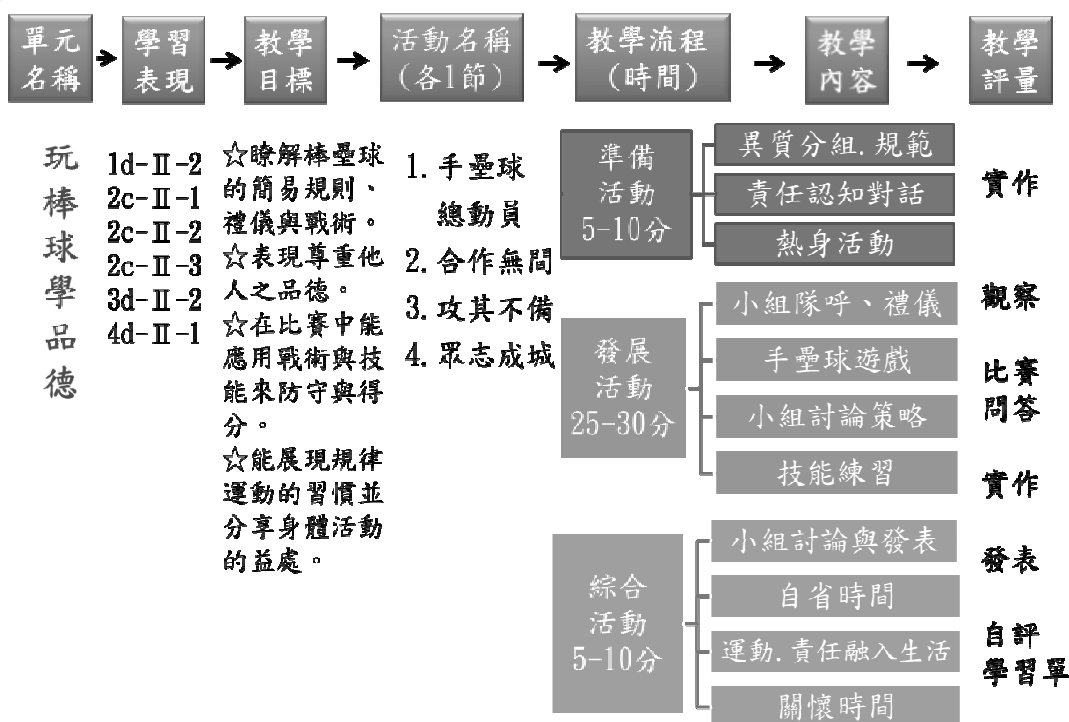 單元
名稱
學習
表現
教學
目標
活動名稱
(各1節)
教學流程
(時間)
教學
內容
教學
評量
玩
棒
球
學
品
德
1d-Ⅱ-2
2c-Ⅱ-1
2c-Ⅱ-2
2c-Ⅱ-3
3d-Ⅱ-2
4d-Ⅱ-1
☆瞭解棒壘球
的簡易規則、
禮儀與戰術。
☆表現尊重他
人之品德。
☆在比賽中能
應用戰術與技
能來防守與得
分。
☆能展現規律
運動的習慣並
分享身體活動
的益處。
1. 手壘球
總動員
2. 合作無間
3. 攻其不備
4. 眾志成城
準備
活動
5-10分
異質分組.規範
責任認知對話
熱身活動
發展
活動
25-30分
小組隊呼、禮儀
手壘球遊戲
小組討論策略
技能練習
綜合
活動
5-10分
小組討論與發表
自省時間
運動.責任融入生活
關懷時間
實作
觀察
比賽
問答
實作
發表
自評
學習單